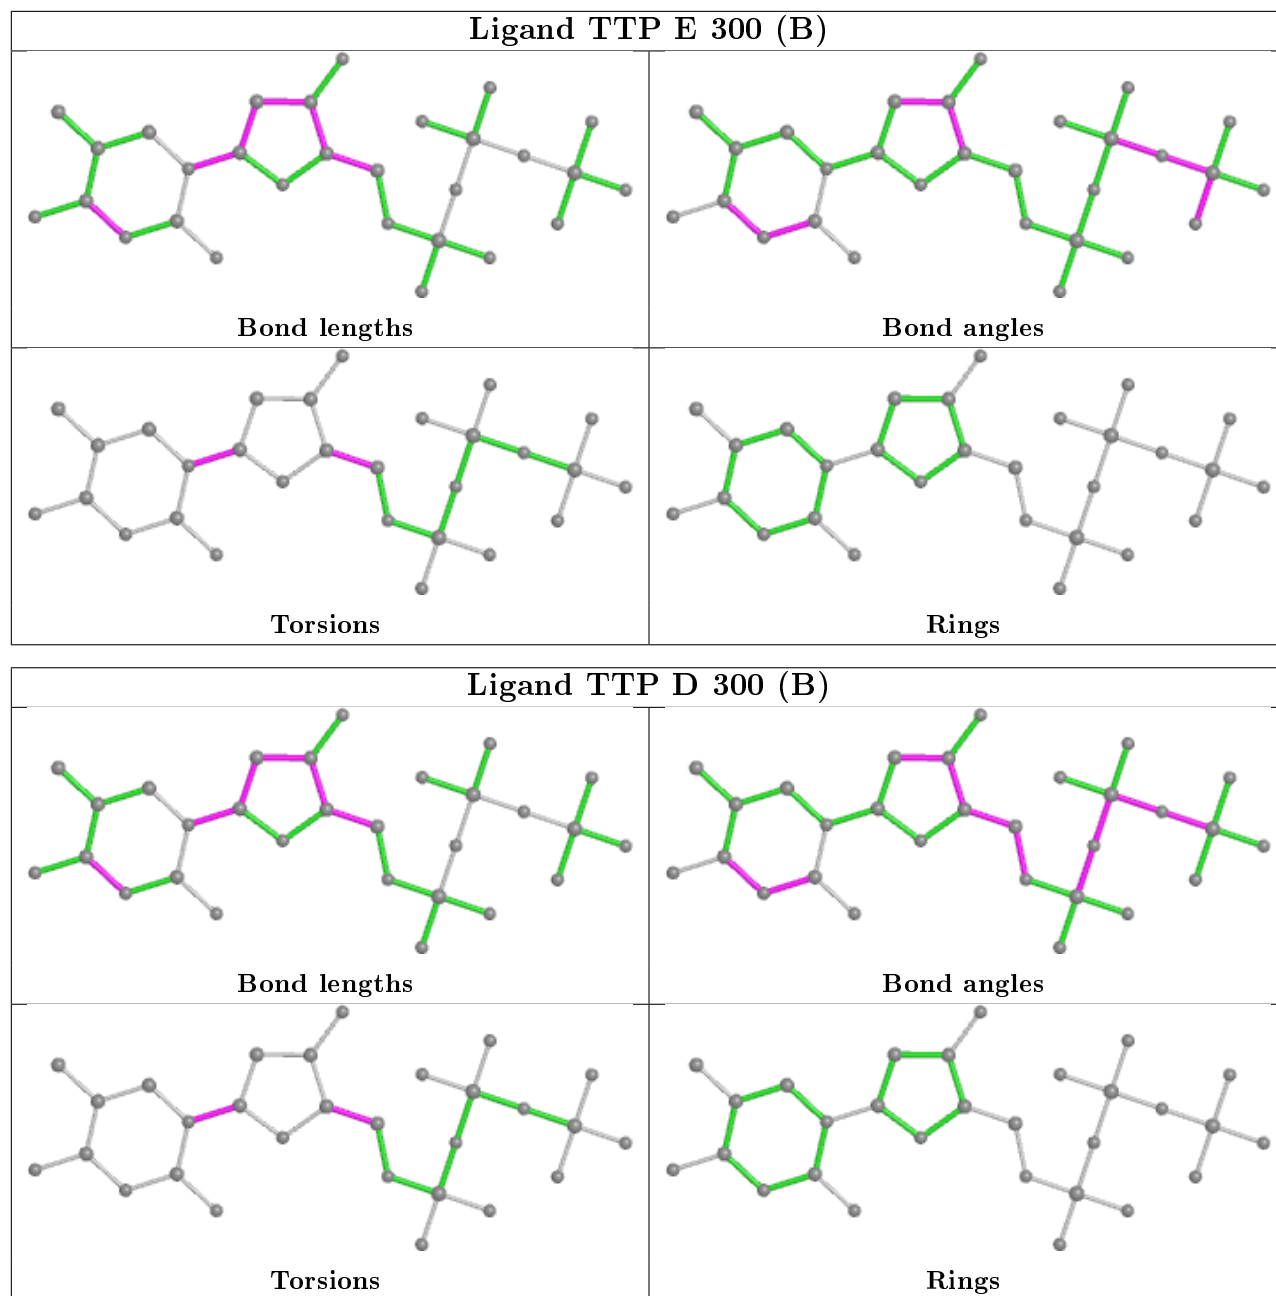 Ligand TTP E 300 (B)
Bond lengths
Bond angles
Torsions
Rings
Ligand TTP D 300 (B)
Bond lengths
Bond angles
Torsions
Rings